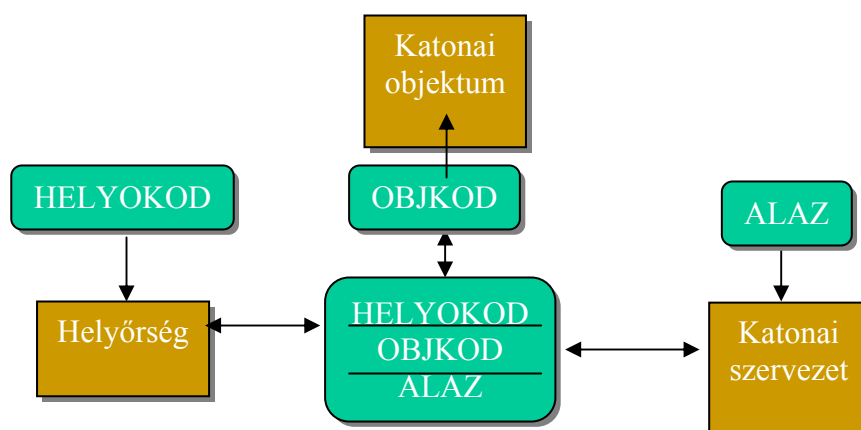 Katonai
objektum
HELYOKOD
OBJKOD
ALAZ
Helyőrség
HELYOKOD
OBJKOD
ALAZ
Katonai
szervezet